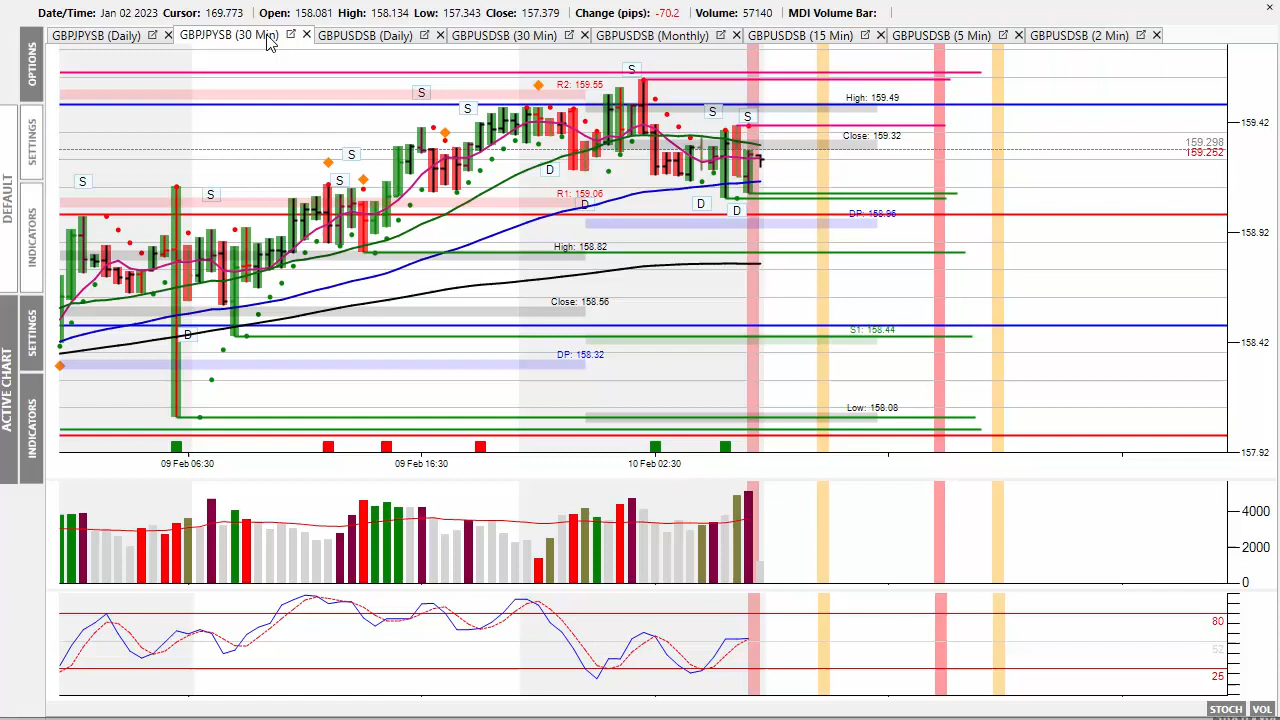 Date/Time: Jan 02 2023 Cursor: 169.773 Open: 158.081 High: 158.134 Low: 157.343 Close: 157.379 Change (pips): -70.2 Volume: 57140 MDI Volume Bar:
GBPJPYSB (Daily) GBPJPYSB (30 Min) GBPUSDSB (Daily) GBPUSDSB (30 Min) GBPUSDSB (Monthly) GBPUSDSB (15 Min) GBPUSDSB (5 Min) GBPUSDSB (2 Min)
OPTIONS
SETTINGS
DEFAULT
INDICATORS
SETTINGS
ACTIVE CHART
INDICATORS
S
R2: 159.55
High: 159.49
S
S
S
S
159.42
Close: 159.32
159.298
159.252
S
S
S
S
D
R1: 159.06
D
D
D
DP: 158.96
158.92
High: 158.82
Close: 158.56
S1: 158.44
D
158.42
DP: 158.32
Low: 158.08
157.92
09 Feb 06:30 09 Feb 16:30 10 Feb 02:30
4000
2000
0
80
52
25
STOCH VOL